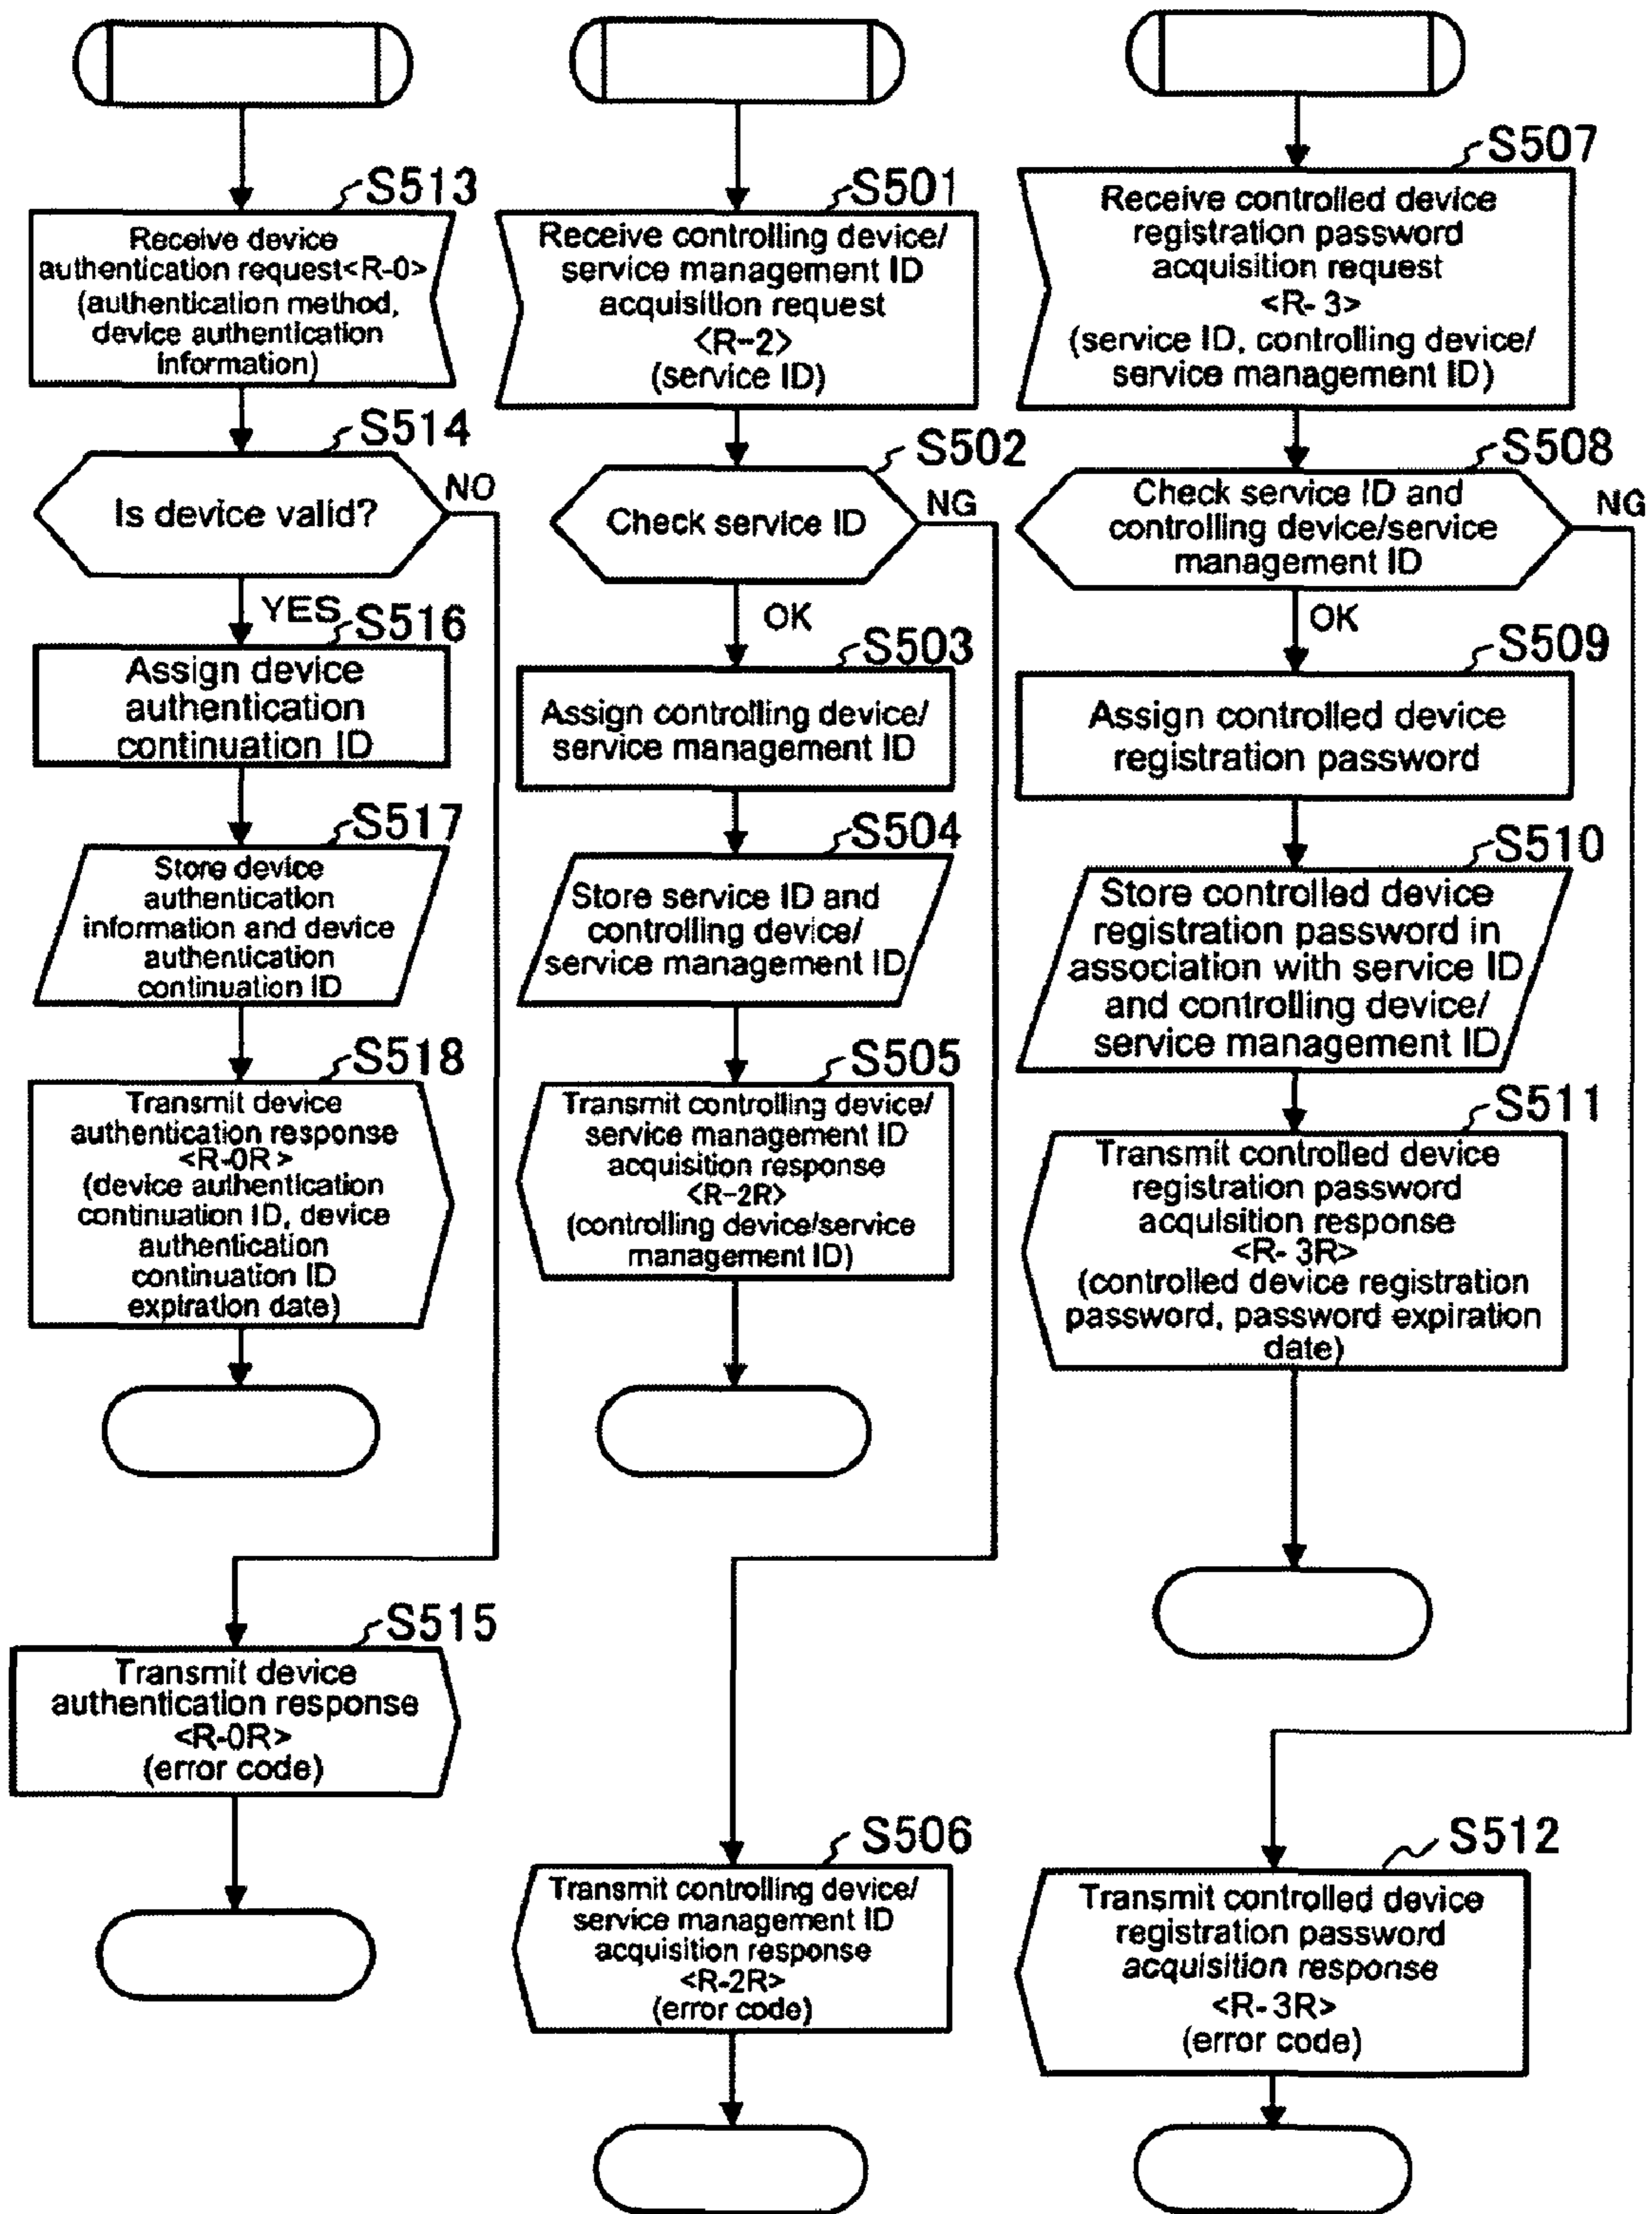 S513
Receive device
authentication request<R-0>
(authentication method,
device authentication
information)
S514
Is device valid?
NO
YES
S516
Assign device
authentication
continuation ID
S517
Store device
authentication
information and device
authentication
continuation ID
S518
Transmit device
authentication response
<R-0R>
(device authentication
continuation ID, device
authentication
continuation ID
expiration date)
S515
Transmit device
authentication response
<R-0R>
(error code)
S501
Receive controlling device/
service management ID
acquisition request
<R-2>
(service ID)
S502
Check service ID
NG
OK
S503
Assign controlling device/
service management ID
S504
Store service ID and
controlling device/
service management ID
S505
Transmit controlling device/
service management ID
acquisition response
<R-2R>
(controlling device/service
management ID)
S506
Transmit controlling device/
service management ID
acquisition response
<R-2R>
(error code)
S507
Receive controlled device
registration password
acquisition request
<R- 3>
(service ID, controlling device/
service management ID)
S508
Check service ID and
controlling device/service
management ID
NG
OK
S509
Assign controlled device
registration password
S510
Store controlled device
registration password in
association with service ID
and controlling device/
service management ID
S511
Transmit controlled device
registration password
acquisition response
<R- 3R>
(controlled device registration
password, password expiration
date)
S512
Transmit controlled device
registration password
acquisition response
<R- 3R>
(error code)